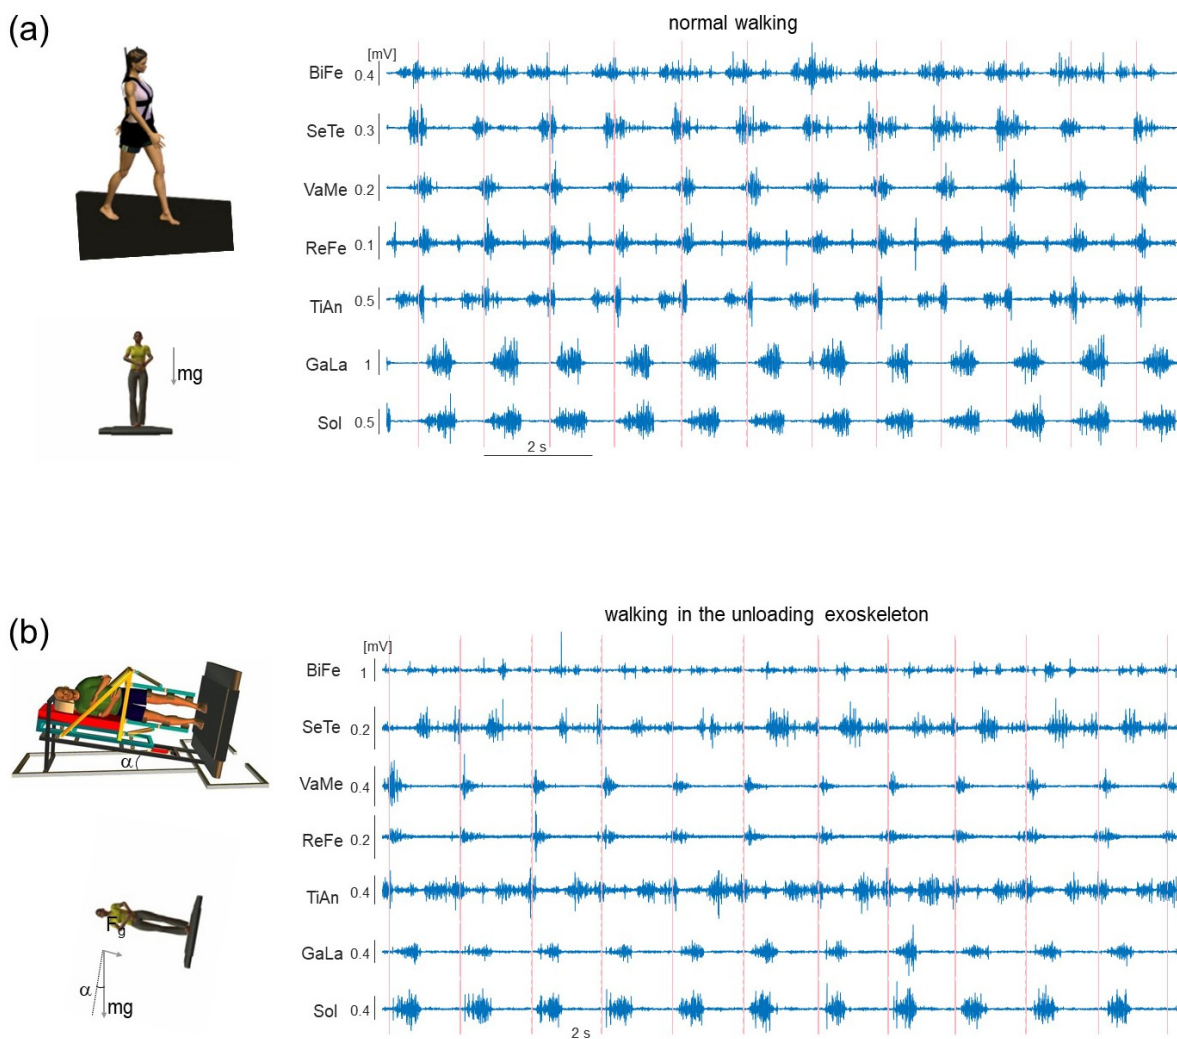 (a)
normal walking
[mV]
BiFe 0.4
SeTe 0.3
VaMe 0.2
ReFe 0.1
TiAn 0.5
GaLa 1
Sol 0.5
mg
2 s
(b)
walking in the unloading exoskeleton
[mV]
BiFe 1
SeTe 0.2
VaMe 0.4
ReFe 0.2
TiAn 0.4
GaLa 0.4
Sol 0.4
α
Fg
α
mg
2 s